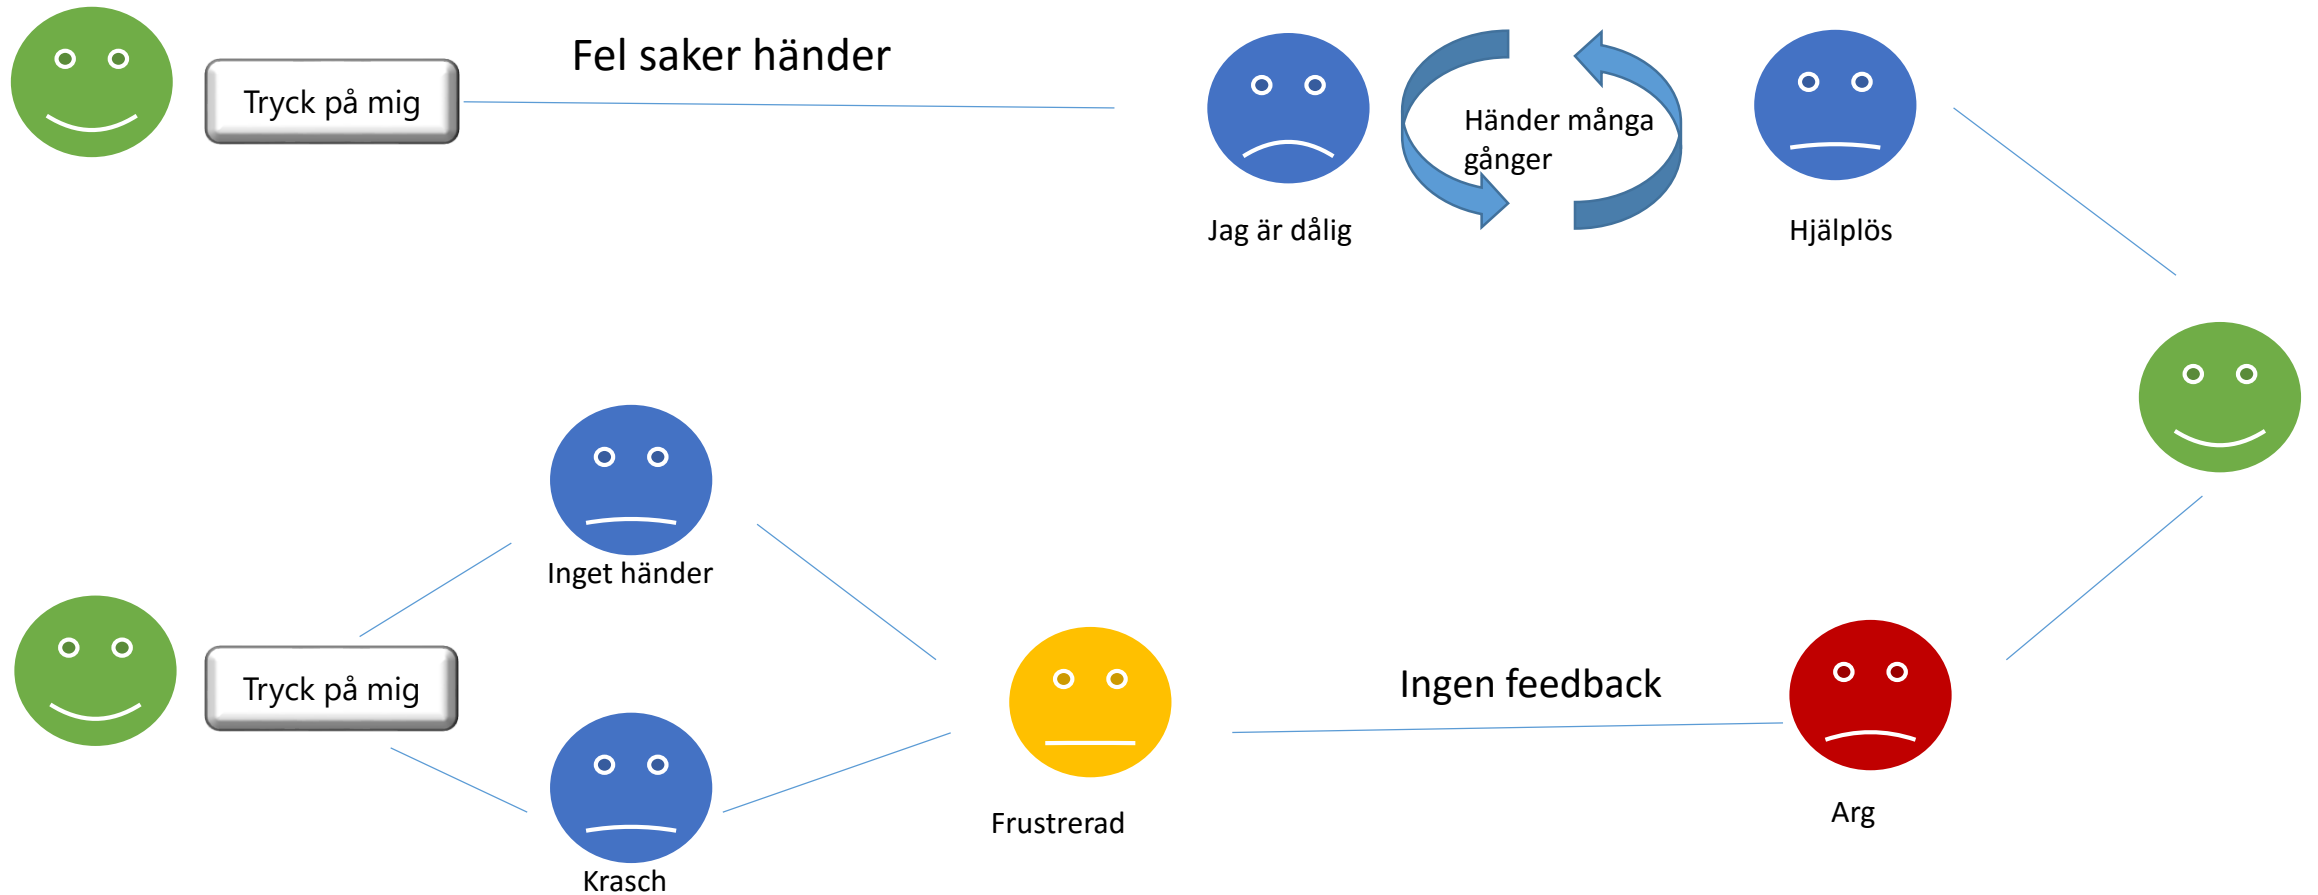 Fel saker händer
Tryck på mig
Händer många
gånger
Jag är dålig
Hjälplös
Inget händer
Tryck på mig
Ingen feedback
Frustrerad
Arg
Krasch